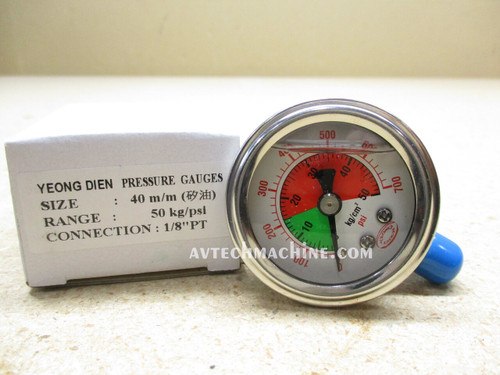 YEONG DIEN PRESSURE GAUGES
SIZE : 40 m/m (矽油)
RANGE : 50 kg/psi
CONNECTION : 1/8"PT
AVTECHMACHINE.COM
500
300
700
200
100
10
20
30
40
50
kg/cm²
psi